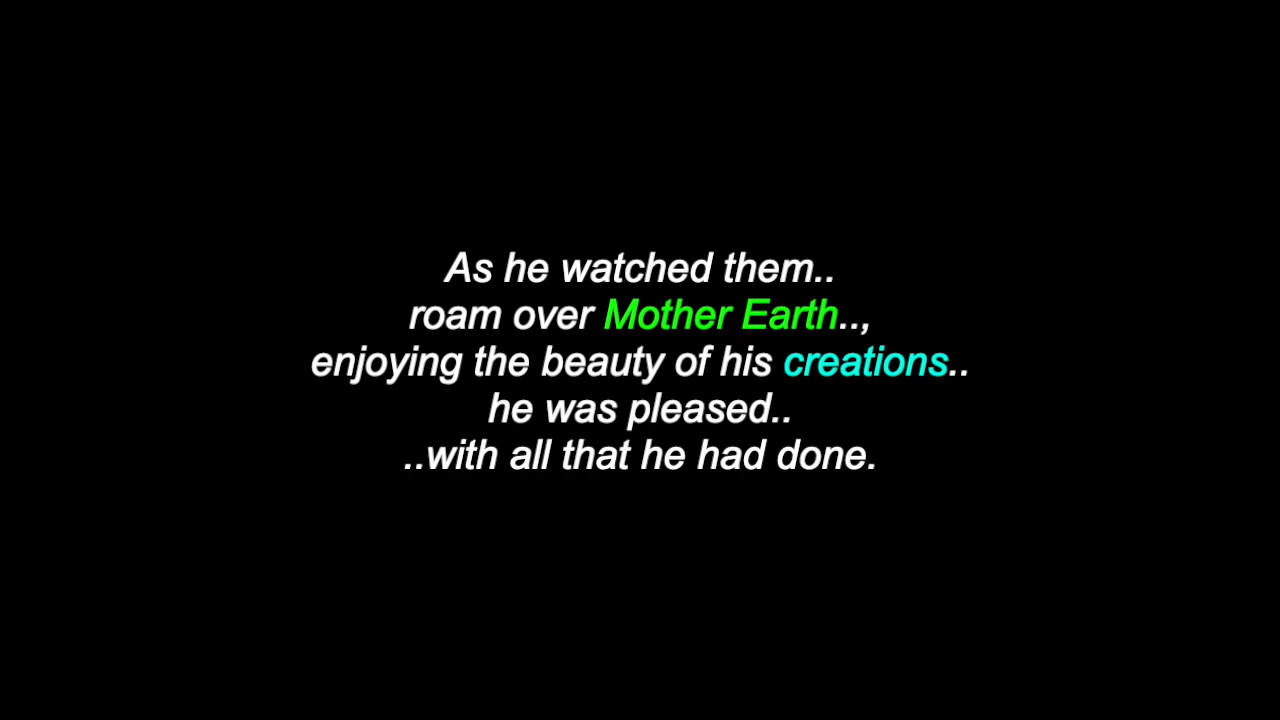 As he watched them..
roam over Mother Earth..,
enjoying the beauty of his creations..
he was pleased..
..with all that he had done.